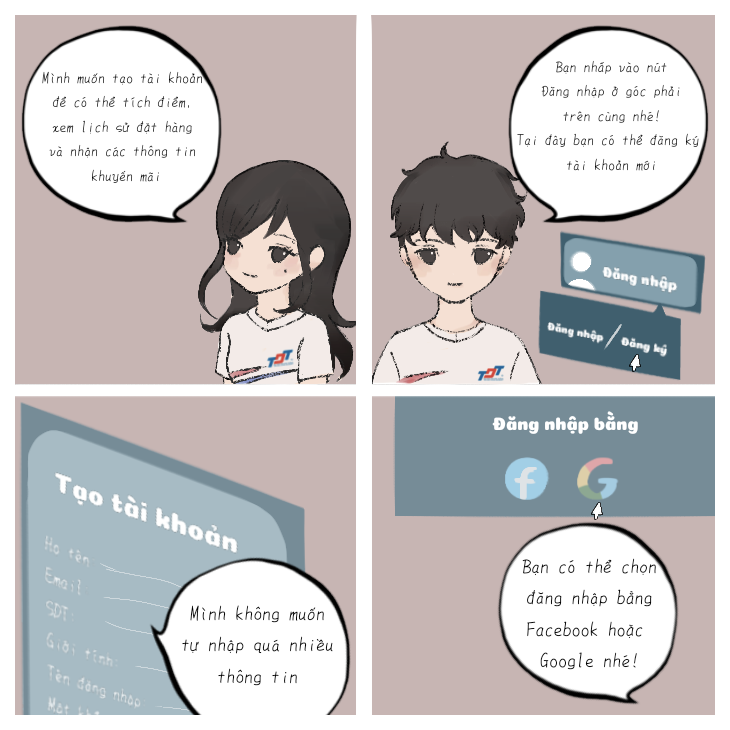 Mình muốn tạo tài khoản
để có thể tích điểm,
xem lịch sử đặt hàng
và nhận các thông tin
khuyến mãi
Bạn nhấp vào nút
Đăng nhập ở góc phải
trên cùng nhé!
Tại đây bạn có thể đăng ký
tài khoản mới
Đăng nhập
Đăng nhập / Đăng ký
TDT
TDT
Tạo tài khoản
Họ tên:
Email
SDT:
Giới tính:
Tên đăng nhập
Mình không muốn
tự nhập quá nhiều
thông tin
Đăng nhập bằng
f G
Bạn có thể chọn
đăng nhập bằng
Facebook hoặc
Google nhé!